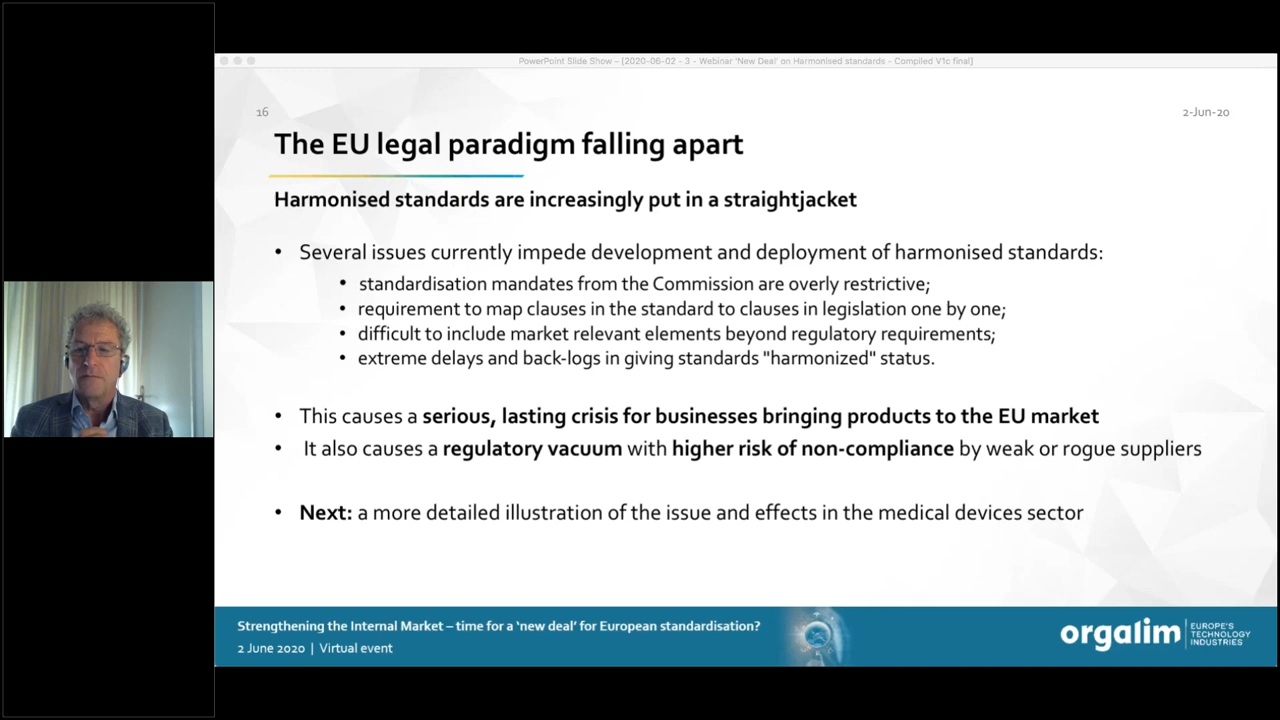 PowerPoint Slide Show – [2020-06-02 - 3 - Webinar 'New Deal' on Harmonised standards - Compiled V1c final]
16
2-Jun-20
The EU legal paradigm falling apart
Harmonised standards are increasingly put in a straightjacket
• Several issues currently impede development and deployment of harmonised standards:
• standardisation mandates from the Commission are overly restrictive;
• requirement to map clauses in the standard to clauses in legislation one by one;
• difficult to include market relevant elements beyond regulatory requirements;
• extreme delays and back-logs in giving standards "harmonized" status.
• This causes a serious, lasting crisis for businesses bringing products to the EU market
• It also causes a regulatory vacuum with higher risk of non-compliance by weak or rogue suppliers
• Next: a more detailed illustration of the issue and effects in the medical devices sector
Strengthening the Internal Market – time for a ‘new deal’ for European standardisation?
2 June 2020 | Virtual event
orgalim
EUROPE'S
TECHNOLOGY
INDUSTRIES